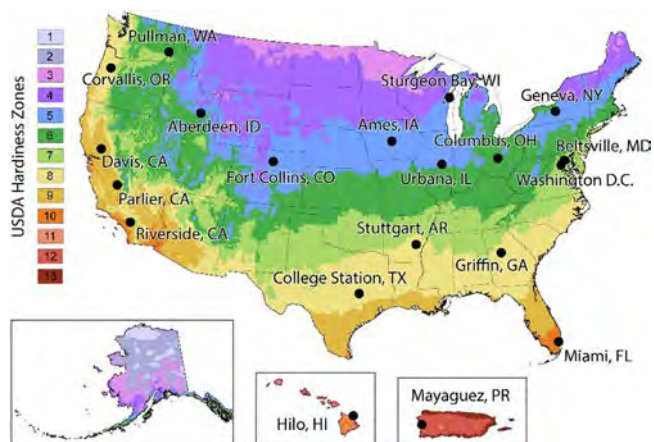 USDA Hardiness Zones
1
2
3
4
5
6
7
8
9
10
11
12
13
Pullman, WA
Corvallis, OR
Sturgeon Bay, WI
Geneva, NY
Aberdeen, ID
Ames, IA
Columbus, OH
Beltsville, MD
Davis, CA
Fort Collins, CO
Urbana, IL
Washington D.C.
Parlier, CA
Riverside, CA
Stuttgart, AR
Griffin, GA
College Station, TX
Miami, FL
Hilo, HI
Mayaguez, PR